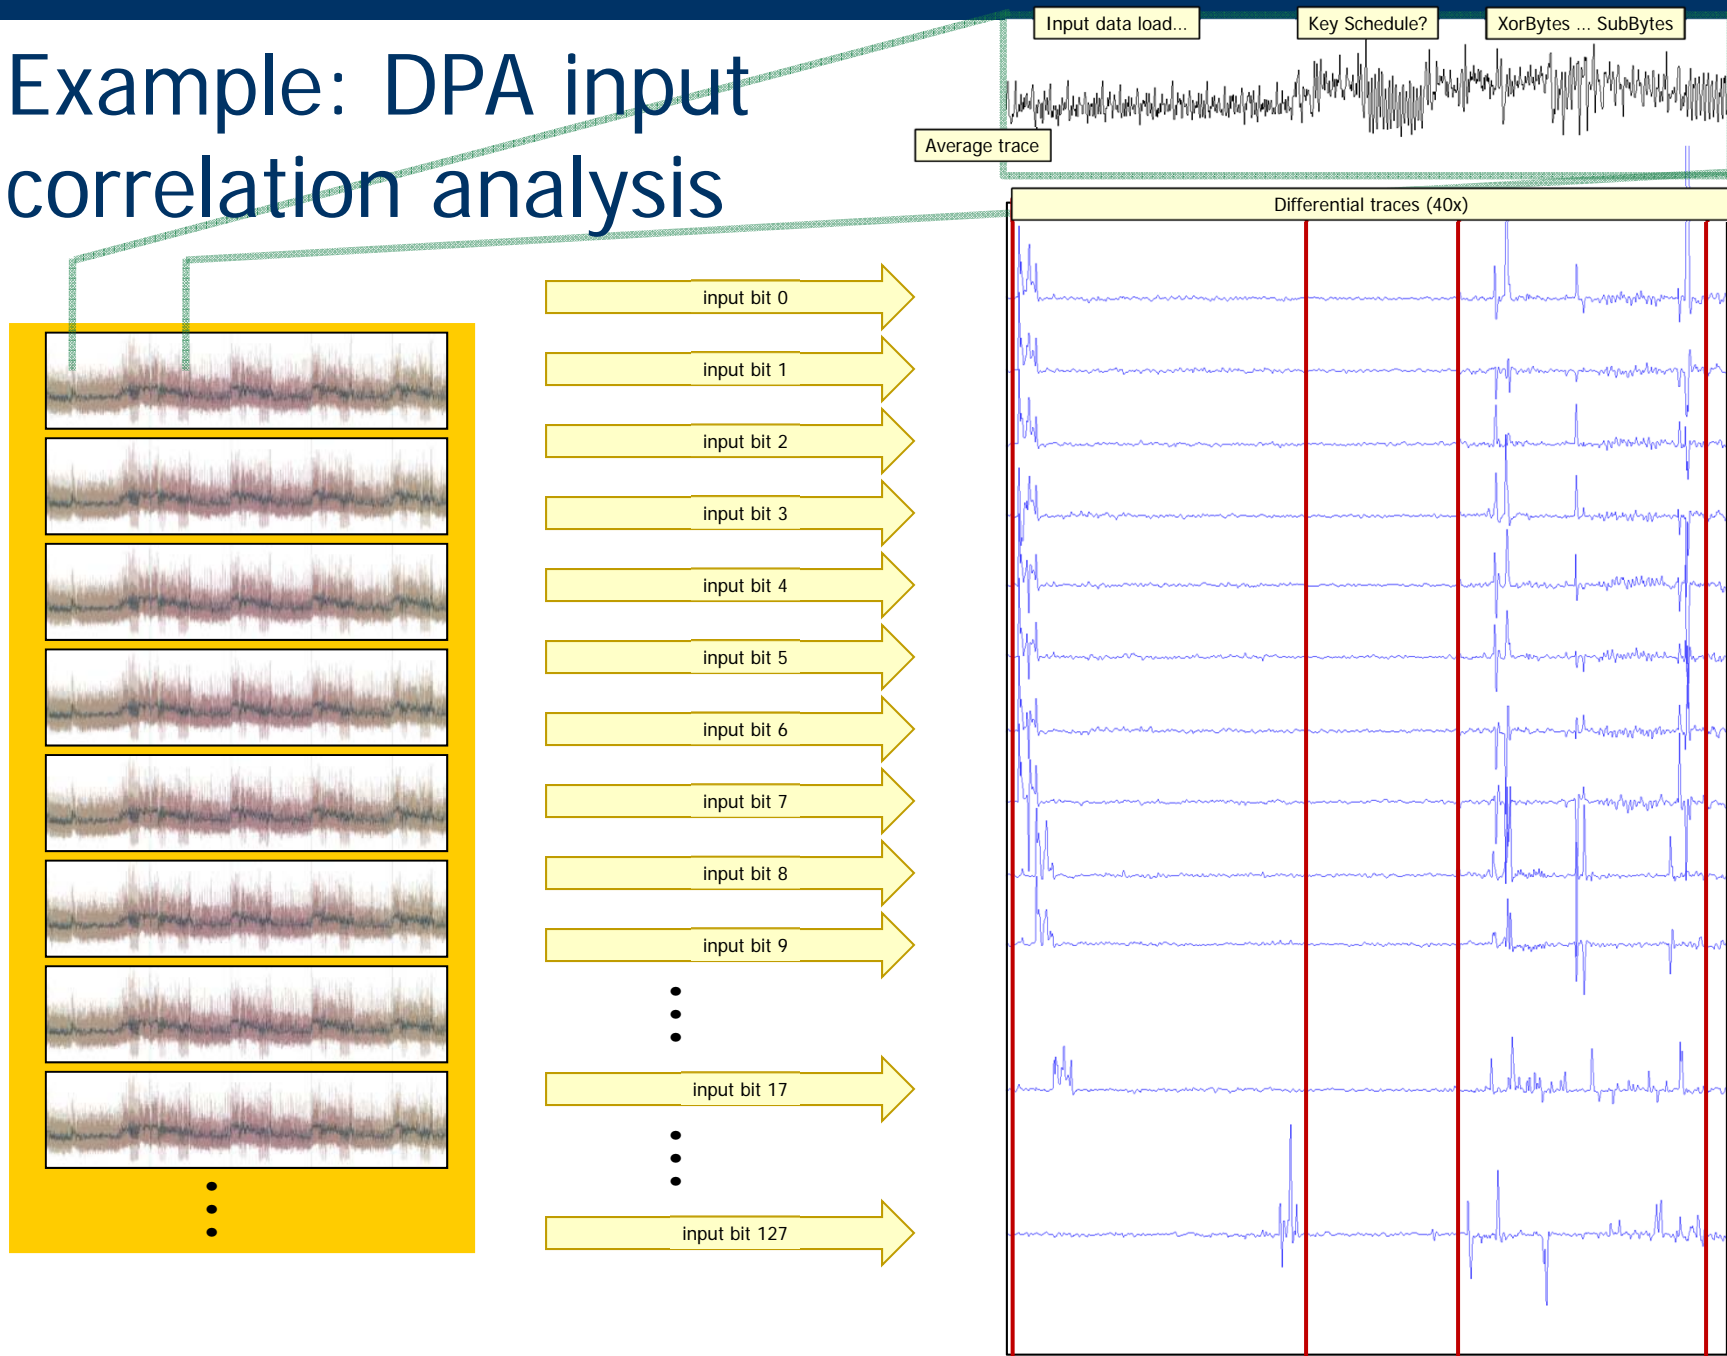 Example: DPA input
correlation analysis
Input data load...
Key Schedule?
XorBytes ... SubBytes
Average trace
Differential traces (40x)
input bit 0
input bit 1
input bit 2
input bit 3
input bit 4
input bit 5
input bit 6
input bit 7
input bit 8
input bit 9
input bit 17
input bit 127